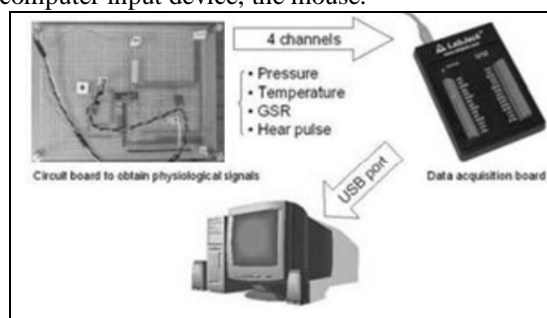 computer input device, the mouse.
4 channels
• Pressure
• Temperature
• GSR
• Hear pulse
LabJack
Circuit board to obtain physiological signals
Data acquisition board
USB port